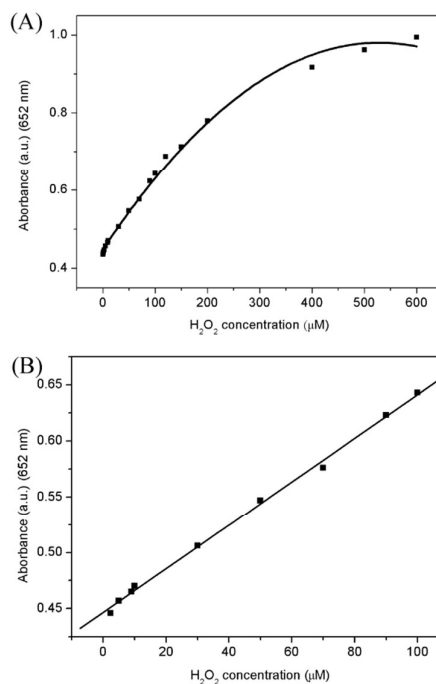 (A)
1.0
0.8
0.6
0.4
Aborbance (a.u.) (652 nm)
0 100 200 300 400 500 600
H₂O₂ concentration (μM)
(B)
0.65
0.60
0.55
0.50
0.45
Absorbance (a.u.) (652 nm)
0 20 40 60 80 100
H₂O₂ concentration (μM)